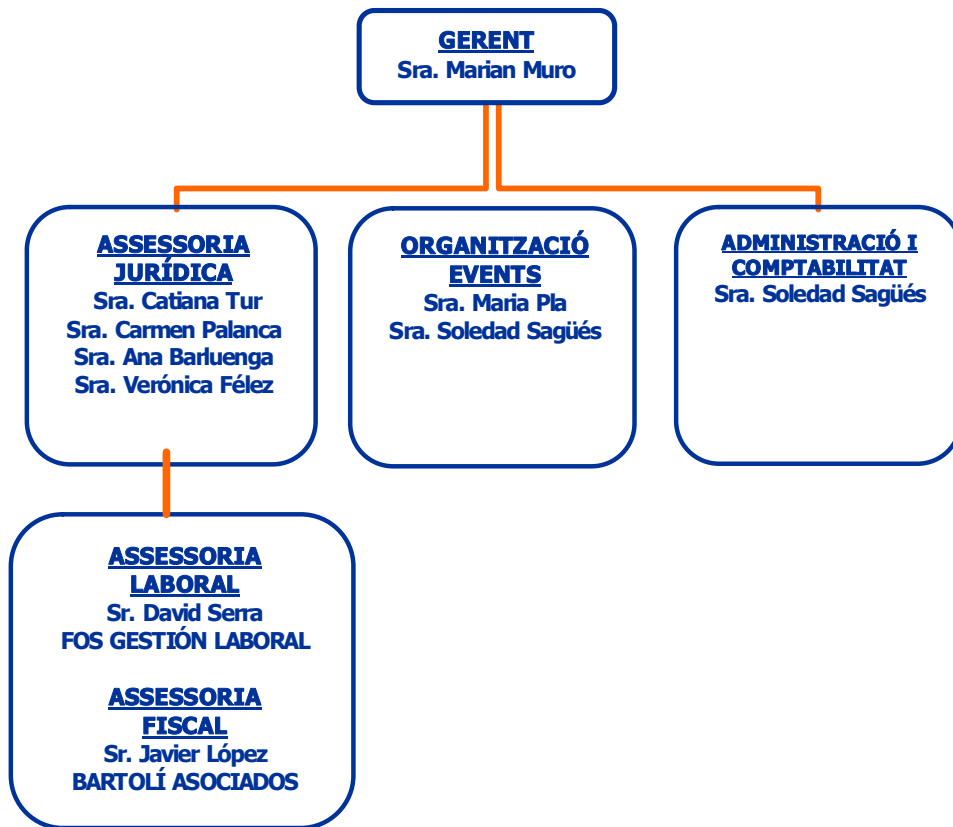 GERENT
Sra. Marian Muro
ASSESSORIA
JURÍDICA
Sra. Catiana Tur
Sra. Carmen Palanca
Sra. Ana Barluenga
Sra. Verónica Félez
ORGANITZACIÓ
EVENTS
Sra. Maria Pla
Sra. Soledad Sagüés
ADMINISTRACIÓ I
COMPTABILITAT
Sra. Soledad Sagüés
ASSESSORIA
LABORAL
Sr. David Serra
FOS GESTIÓN LABORAL
ASSESSORIA
FISCAL
Sr. Javier López
BARTOLÍ ASOCIADOS